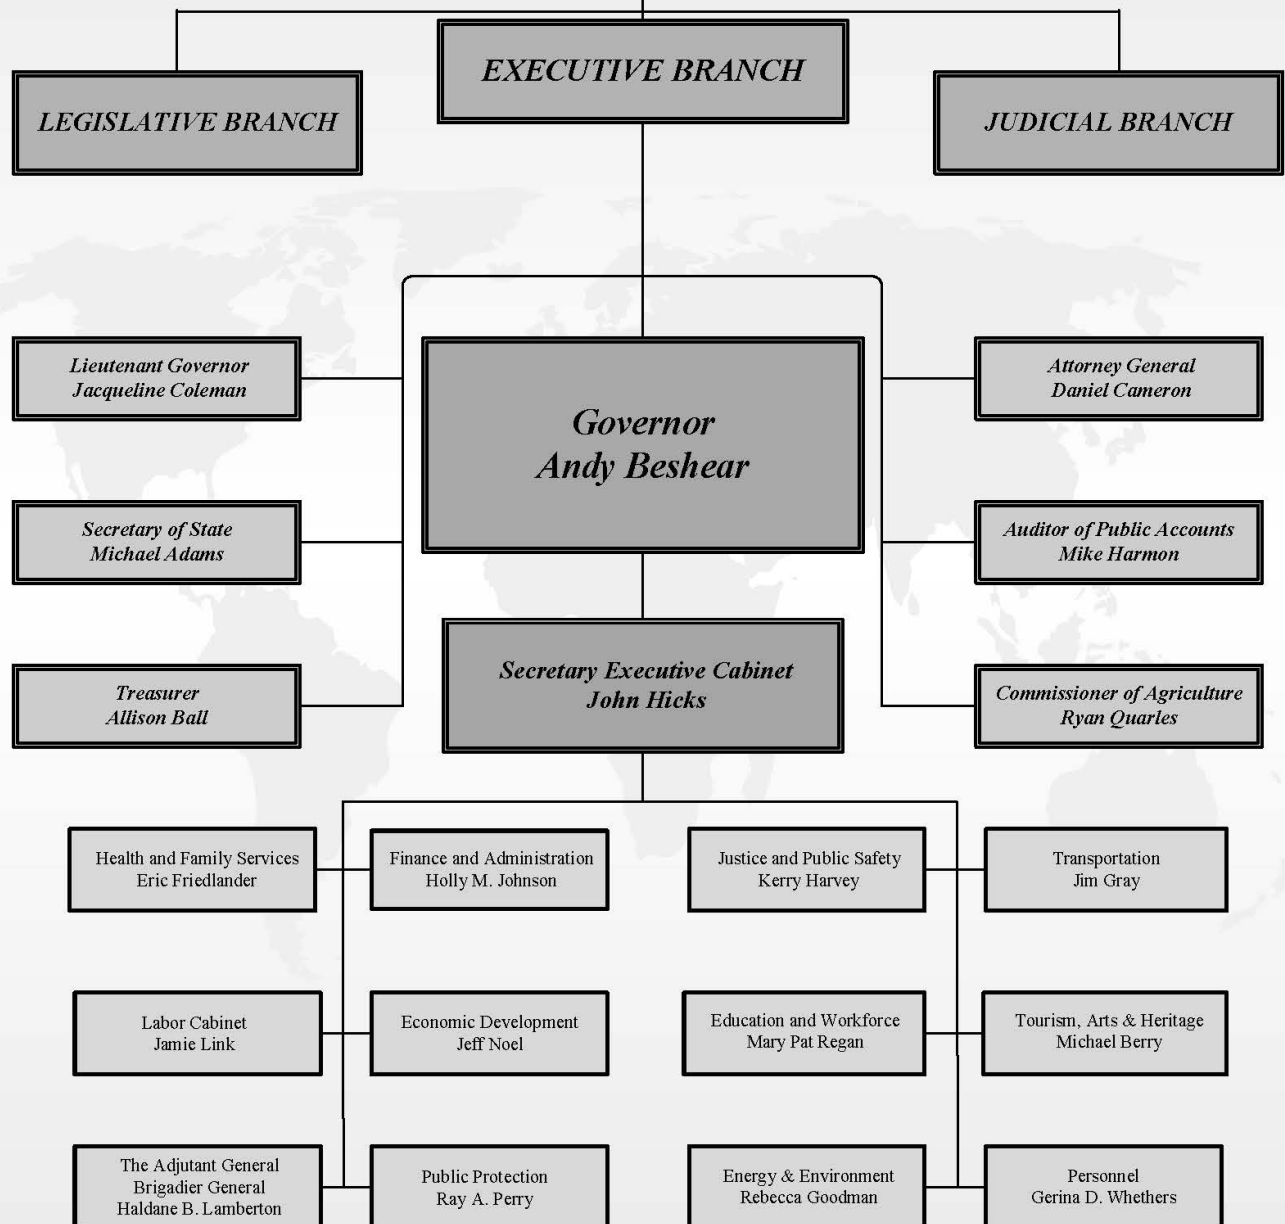 EXECUTIVE BRANCH
LEGISLATIVE BRANCH
JUDICIAL BRANCH
Lieutenant Governor
Jacqueline Coleman
Governor
Andy Beshear
Attorney General
Daniel Cameron
Secretary of State
Michael Adams
Auditor of Public Accounts
Mike Harmon
Secretary Executive Cabinet
John Hicks
Treasurer
Allison Ball
Commissioner of Agriculture
Ryan Quarles
Health and Family Services
Eric Friedlander
Finance and Administration
Holly M. Johnson
Justice and Public Safety
Kerry Harvey
Transportation
Jim Gray
Labor Cabinet
Jamie Link
Economic Development
Jeff Noel
Education and Workforce
Mary Pat Regan
Tourism, Arts & Heritage
Michael Berry
The Adjutant General
Brigadier General
Haldane B. Lamberton
Public Protection
Ray A. Perry
Energy & Environment
Rebecca Goodman
Personnel
Gerina D. Whethers